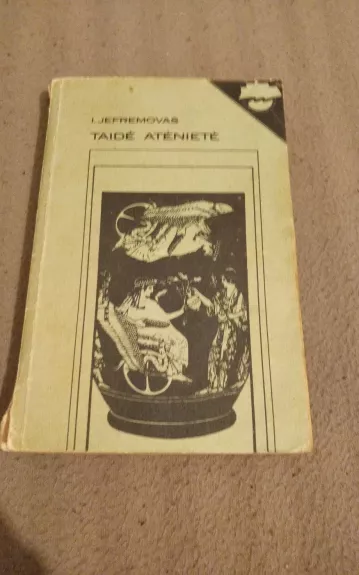 I. JEFREMOVAS
TAIDĖ ATĖNIETĖ